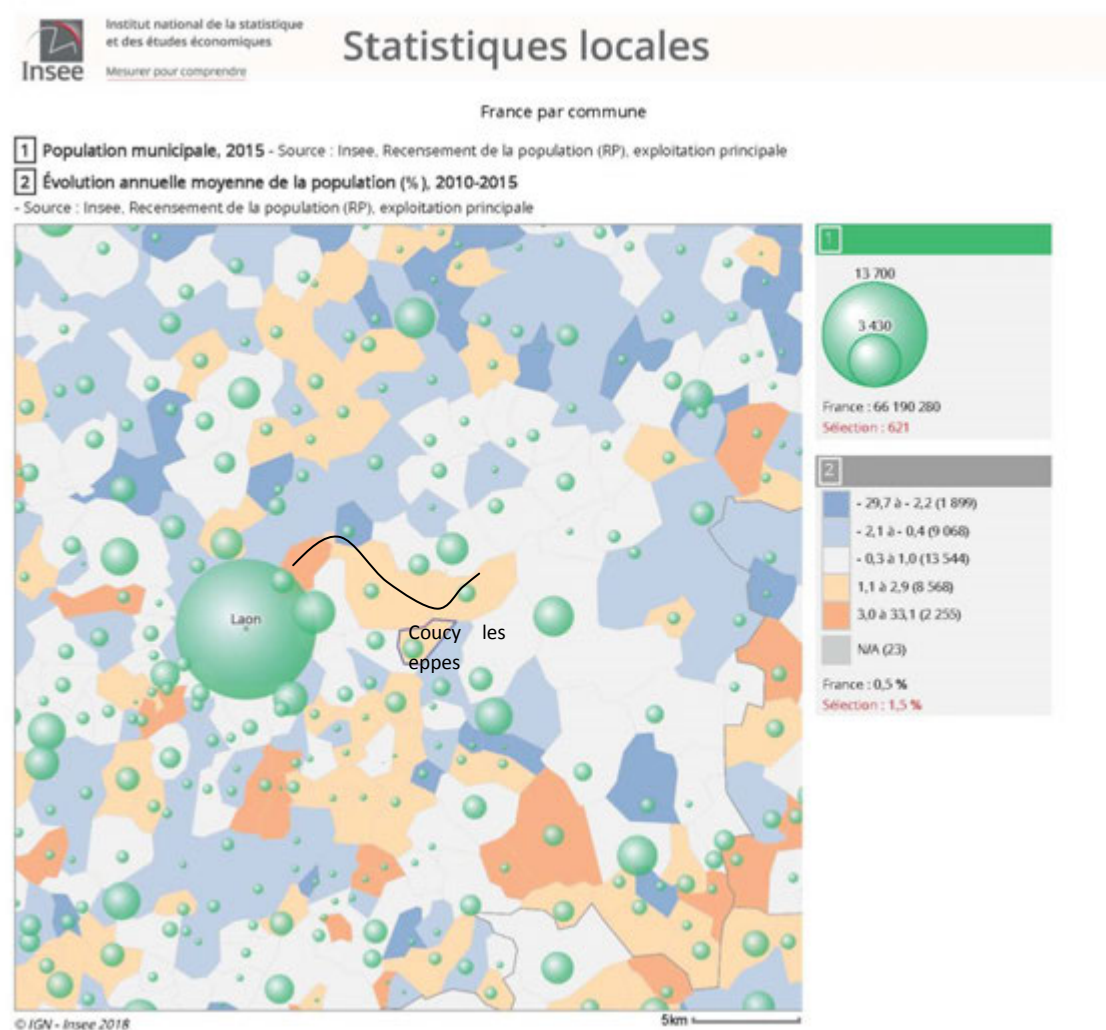 Institut national de la statistique
et des études économiques
Insee
Mesurer pour comprendre
Statistiques locales
France par commune
1 Population municipale, 2015 - Source : Insee, Recensement de la population (RP), exploitation principale
2 Évolution annuelle moyenne de la population (%), 2010-2015
- Source : Insee, Recensement de la population (RP), exploitation principale
Laon
Coucy les
eppes
1
13 700
3 430
France : 66 190 280
Sélection : 621
2
- 29,7 à - 2,2 (1 899)
- 2,1 à - 0,4 (9 068)
- 0,3 à 1,0 (13 544)
1,1 à 2,9 (8 568)
3,0 à 33,1 (2 255)
N/A (23)
France : 0,5 %
Sélection : 1,5 %
© IGN - Insee 2018
5km